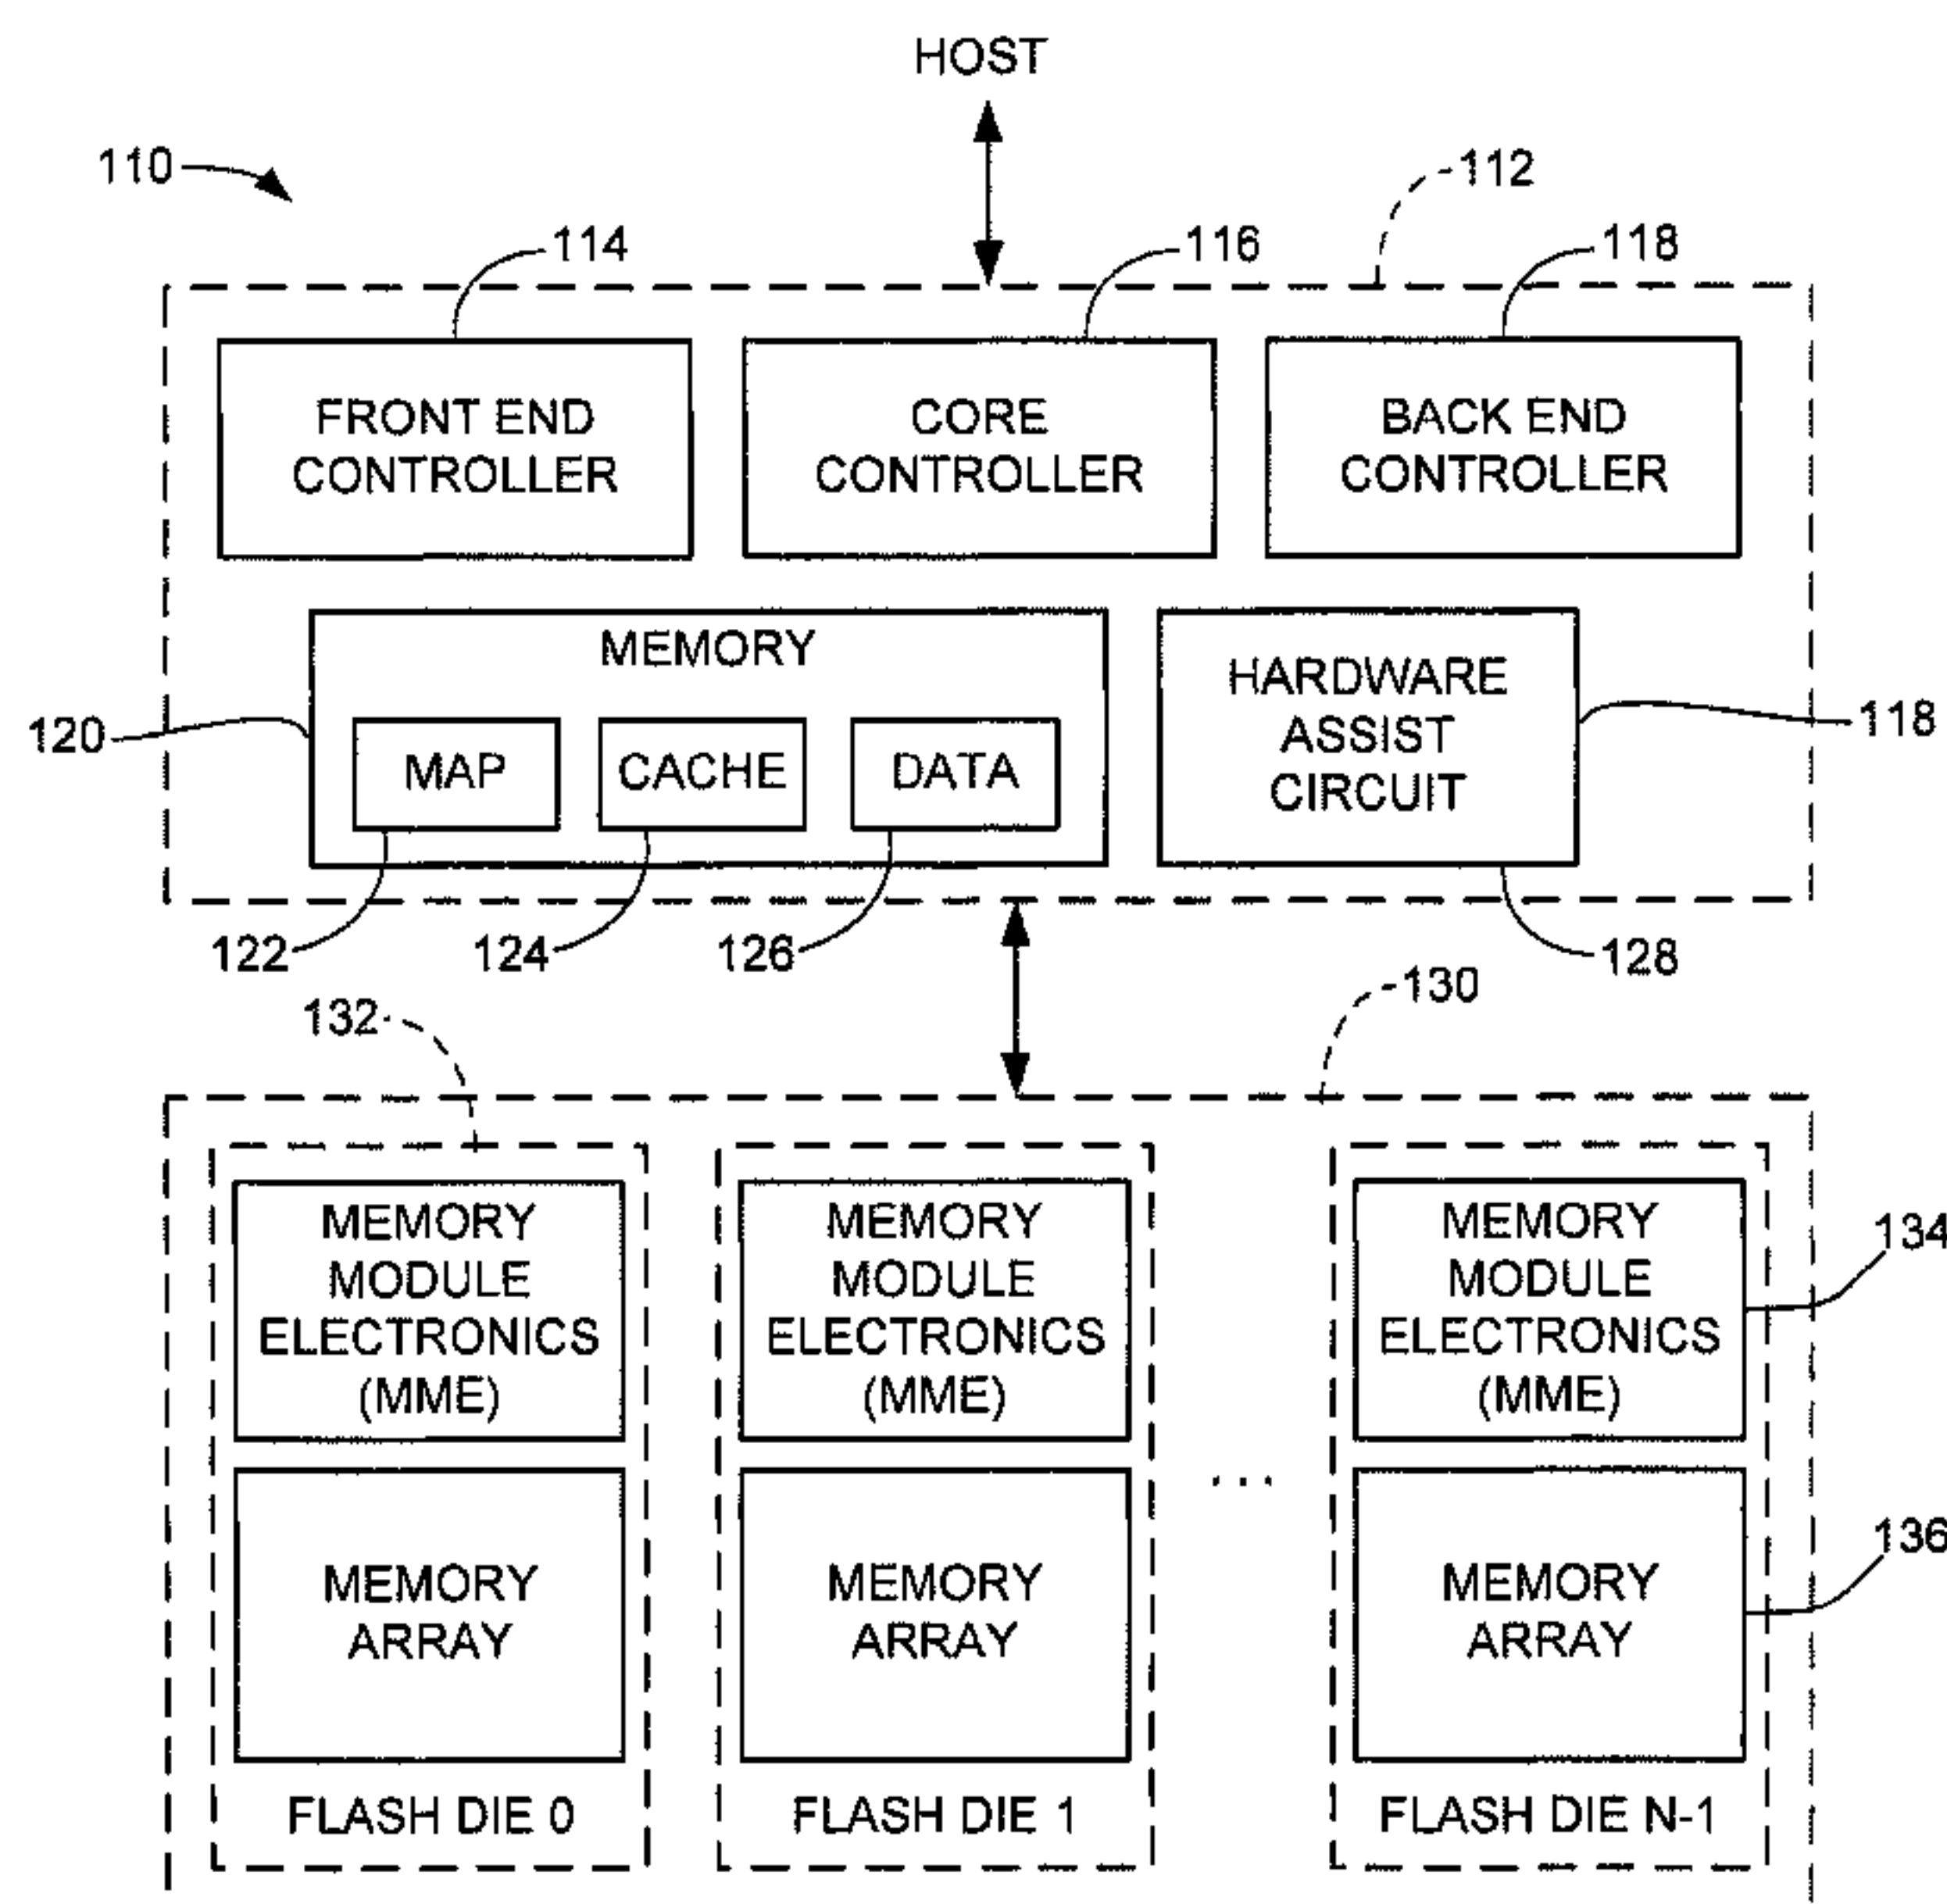 HOST
110
112
114
116
118
FRONT END
CONTROLLER
CORE
CONTROLLER
BACK END
CONTROLLER
MEMORY
HARDWARE
ASSIST
CIRCUIT
120
118
MAP
CACHE
DATA
122
124
126
128
132
130
MEMORY
MODULE
ELECTRONICS
(MME)
MEMORY
MODULE
ELECTRONICS
(MME)
MEMORY
MODULE
ELECTRONICS
(MME)
134
...
MEMORY
ARRAY
MEMORY
ARRAY
MEMORY
ARRAY
136
FLASH DIE 0
FLASH DIE 1
FLASH DIE N-1